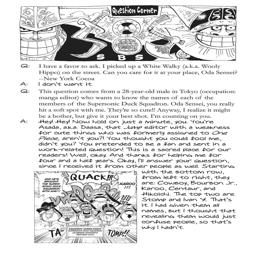 Question Corner
Q: I have a favor to ask. I picked up a White Walky (a.k.a. Wooly
Hippo) on the street. Can you care for it at your place, Oda Sensei?
- New York Cocoa
A: I don't want it.
Q: This question comes from a 28-year-old male in Tokyo (occupation:
manga editor) who wants to know the names of each of the
members of the Supersonic Duck Squadron. Oda Sensei, you really
hit a soft spot with me. They're so cute!! Anyway, I realize it might
be a bother, but give it your best shot. I'm counting on you.
A: Hey! Hey! Now hold on just a minute, you. You're
Asada, a.k.a. Dasa, that Jump editor with a weakness
for cute things who was formerly assigned to One
Piece, aren't you? You thought you could fool me,
didn't you? You pretended to be a fan and sent in a
work-related question!! This is a sacred place for our
readers! Well, okay. And thanks for helping me for
four and a half years. Okay, I'll answer your question,
since I received it from other people as well. Starting
with the bottom row,
from left to right, they
are: Cowboy, Bourbon Jr.,
Karoo, Centaur, and
Hikoichi. The top two are
Stomp and Ivan X. That's
it. I had given them all
names, but I thought that
revealing them would just
confuse people, so that's
why I hadn't.
QUACK!!